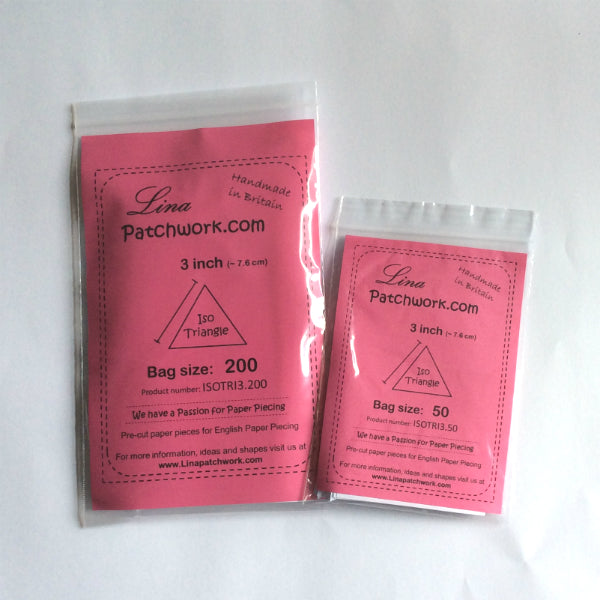 Lina
Handmade
in Britain
Patchwork.com
3 inch (~ 7.6 cm)
Iso
Triangle
Bag size: 200
Product number: ISOTRI3.200
We have a Passion for Paper Piecing
Pre-cut paper pieces for English Paper Piecing
For more information, ideas and shapes visit us at
www.Linapatchwork.com
Lina
Handmade
in Britain
Patchwork.com
3 inch (~ 7.6 cm)
Iso
Triangle
Bag size: 50
Product number: ISOTRI3.50
We have a Passion for Paper Piecing
Pre-cut paper pieces for English Paper Piecing
For more information, ideas and shapes visit us at
www.Linapatchwork.com